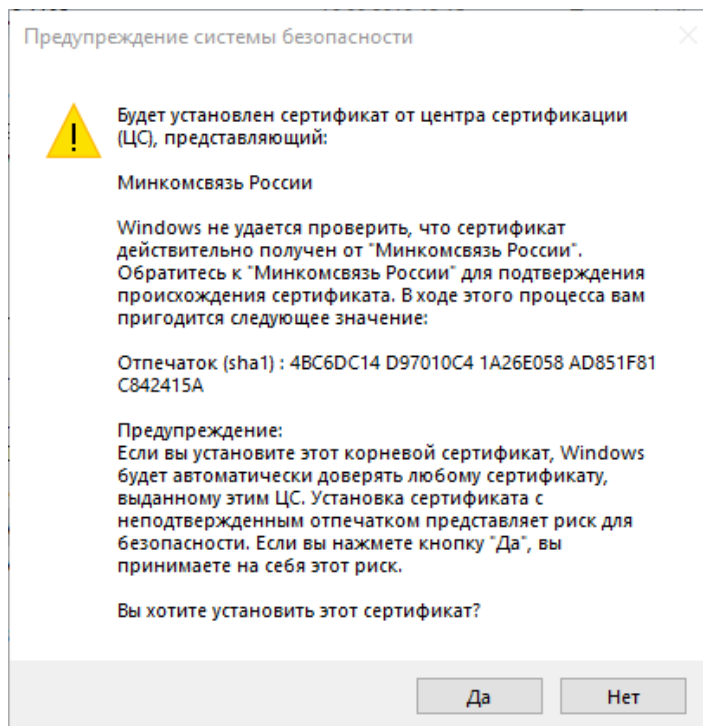 Предупреждение системы безопасности
Будет установлен сертификат от центра сертификации
(ЦС), представляющий:
Минкомсвязь России
Windows не удается проверить, что сертификат
действительно получен от "Минкомсвязь России".
Обратитесь к "Минкомсвязь России" для подтверждения
происхождения сертификата. В ходе этого процесса вам
пригодится следующее значение:
Отпечаток (sha1) : 4BC6DC14 D97010C4 1A26E058 AD851F81
C842415A
Предупреждение:
Если вы установите этот корневой сертификат, Windows
будет автоматически доверять любому сертификату,
выданному этим ЦС. Установка сертификата с
неподтвержденным отпечатком представляет риск для
безопасности. Если вы нажмете кнопку "Да", вы
принимаете на себя этот риск.
Вы хотите установить этот сертификат?
Да
Нет